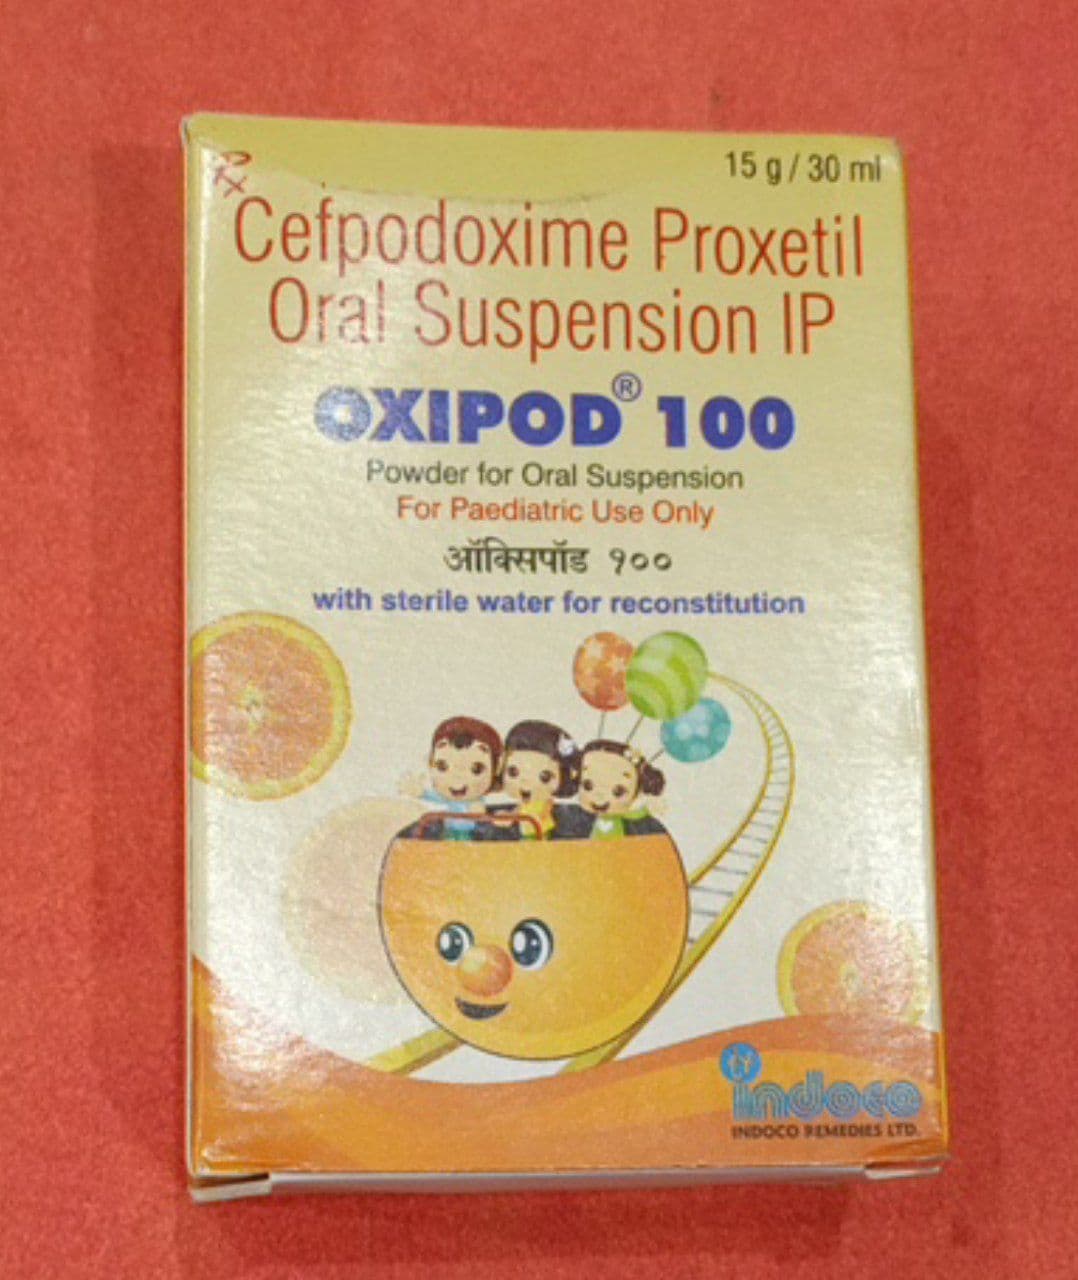 15 g / 30 ml
℞
Cefpodoxime Proxetil
Oral Suspension IP
OXIPOD® 100
Powder for Oral Suspension
For Paediatric Use Only
ऑक्सिपॉड १००
with sterile water for reconstitution
indoco
INDOCO REMEDIES LTD.